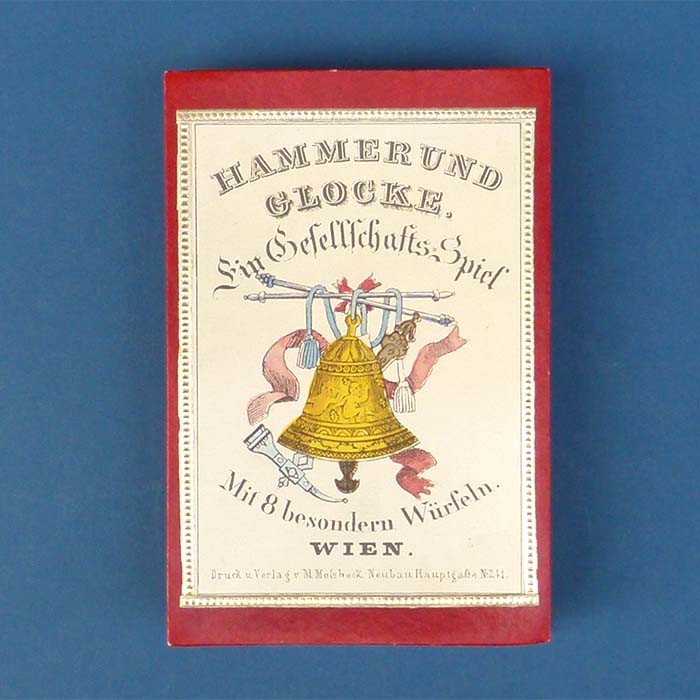 HAMMER UND
GLOCKE.
Ein Gesellschafts-Spiel
Mit 8 besondern Würfeln.
WIEN.
Druck u Verlag v M Mossbeck Neubau Hauptgasse No 241.